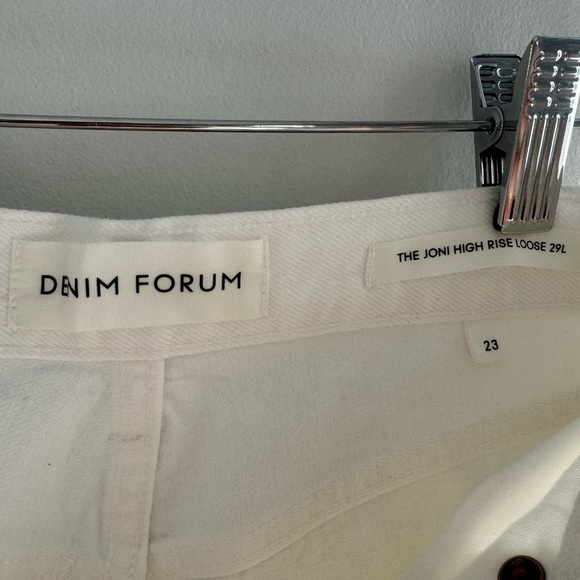 DENIM FORUM
THE JONI HIGH RISE LOOSE 29L
23